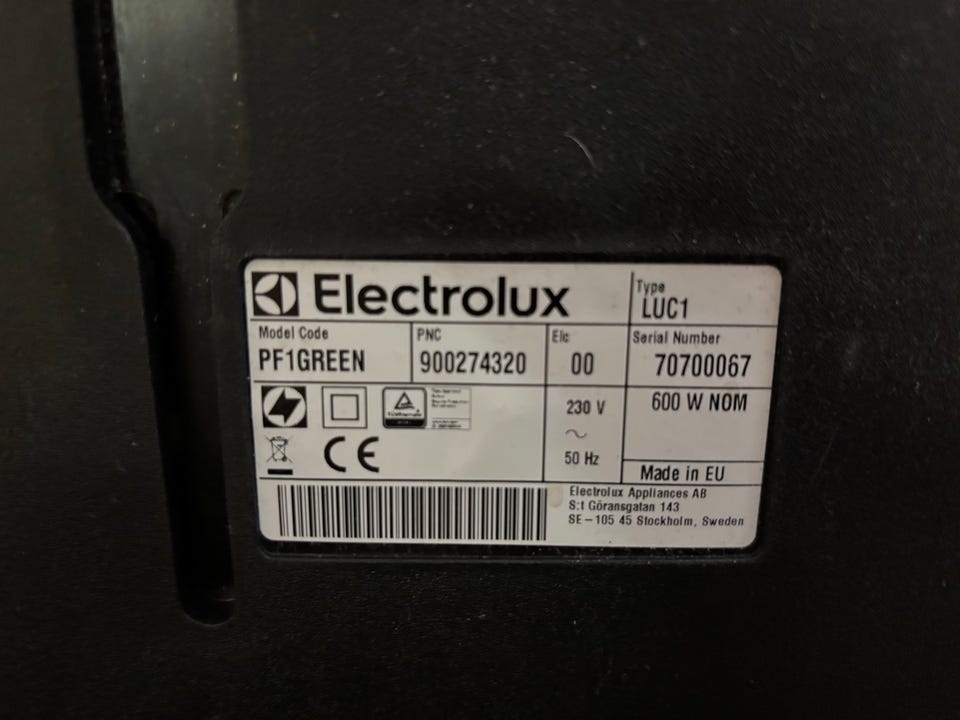 Electrolux
Type
LUC1
Model Code
PF1GREEN
PNC
900274320
Elc
00
Serial Number
70700067
230 V
~
50 Hz
600 W NOM
CE
Made in EU
Electrolux Appliances AB
S:t Göransgatan 143
SE-105 45 Stockholm, Sweden